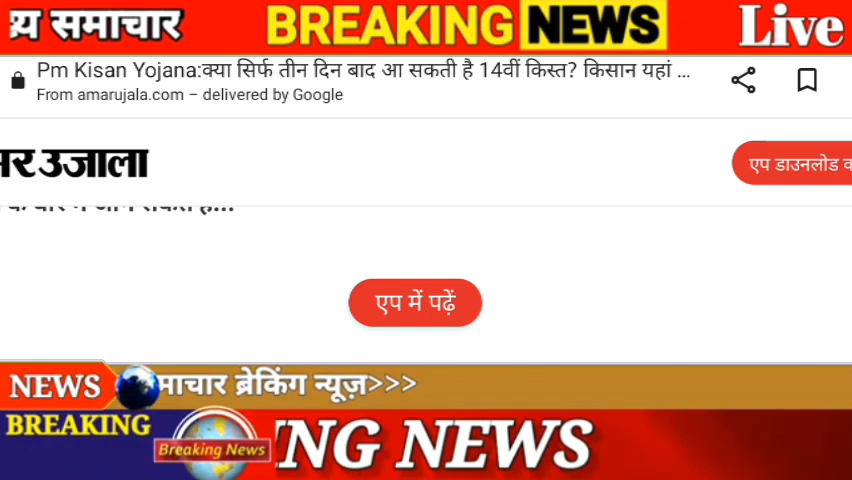 समाचार
BREAKING NEWS
Live
Pm Kisan Yojana:क्या सिर्फ तीन दिन बाद आ सकती है 14वीं किस्त? किसान यहां ...
From amarujala.com – delivered by Google
उजाला
एप डाउनलोड
एप में पढ़ें
NEWS
माचार ब्रेकिंग न्यूज़>>>
BREAKING
Breaking News
NG NEWS